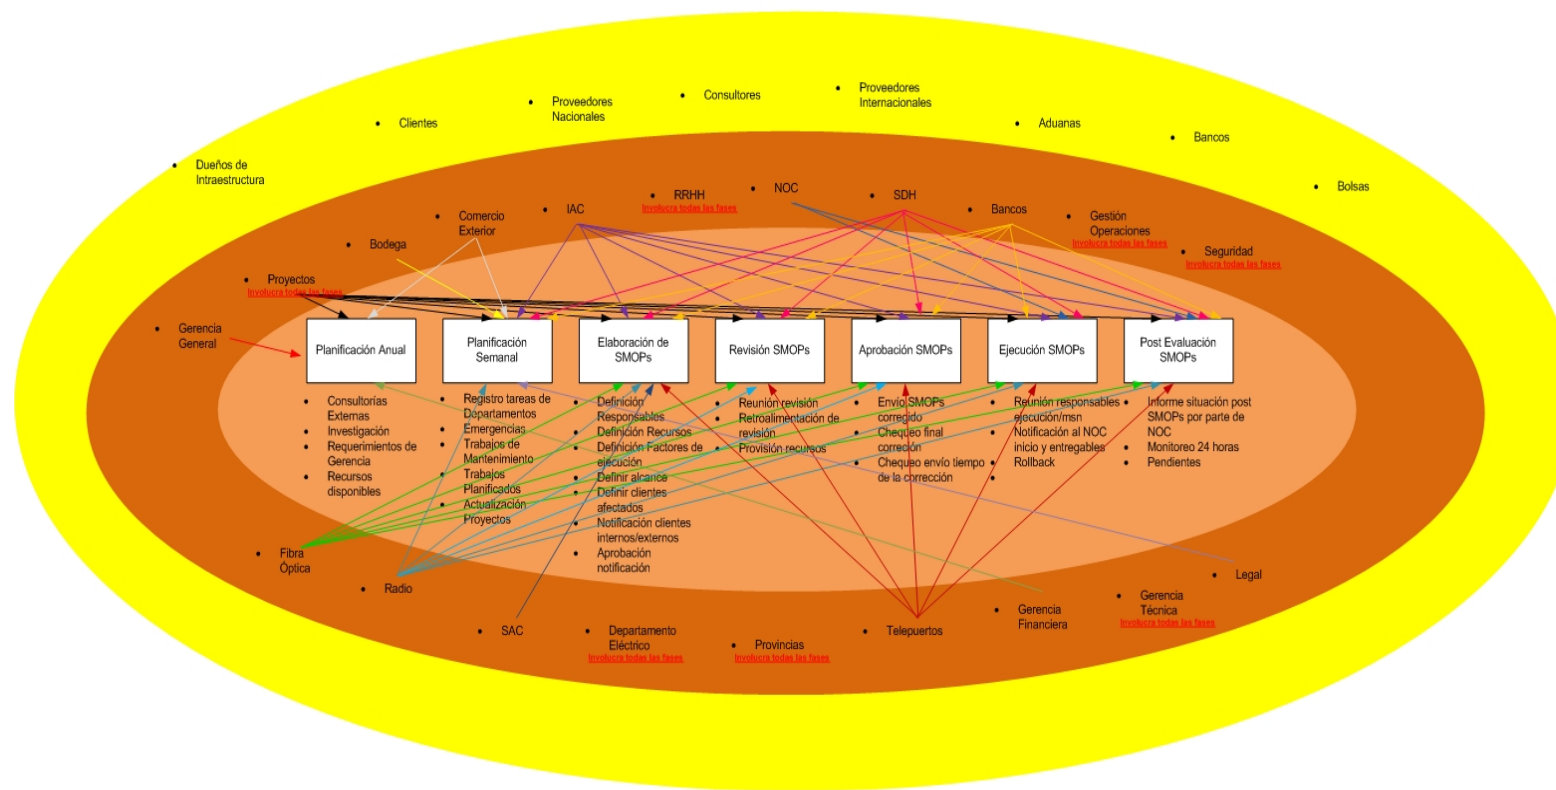 • Proveedores
Nacionales
• Consultores
• Proveedores
Internacionales
• Clientes
• Aduanas
• Bancos
• Dueños de
Intraestructura
• Bolsas
• RRHH
Involucra todas las fases
• NOC
• SDH
• IAC
• Bancos
• Comercio
Exterior
• Gestión
Operaciones
Involucra todas las fases
• Bodega
• Seguridad
Involucra todas las fases
• Proyectos
Involucra todas las fases
• Gerencia
General
Planificación Anual
Planificación
Semanal
Elaboración de
SMOPs
Revisión SMOPs
Aprobación SMOPs
Ejecución SMOPs
Post Evaluación
SMOPs
• Consultorías
Externas
• Investigación
• Requerimientos de
Gerencia
• Recursos
disponibles
• Registro tareas de
Departamentos
• Emergencias
• Trabajos de
Mantenimiento
• Trabajos
Planificados
• Actualización
Proyectos
• Definición
Responsables
• Definición Recursos
• Definición Factores de
ejecución
• Definir alcance
• Definir clientes
afectados
• Notificación clientes
internos/externos
• Aprobación
notificación
• Reunión revisión
• Retroalimentación de
revisión
• Provisión recursos
• Envío SMOPs
corregido
• Chequeo final
correción
• Chequeo envío tiempo
de la corrección
• Reunión responsables
ejecución/msn
• Notificación al NOC
inicio y entregables
• Rollback
•
• Informe situación post
SMOPs por parte de
NOC
• Monitoreo 24 horas
• Pendientes
• Fibra
Óptica
• Radio
• SAC
• Departamento
Eléctrico
Involucra todas las fases
• Provincias
Involucra todas las fases
• Telepuertos
• Gerencia
Financiera
• Gerencia
Técnica
Involucra todas las fases
• Legal